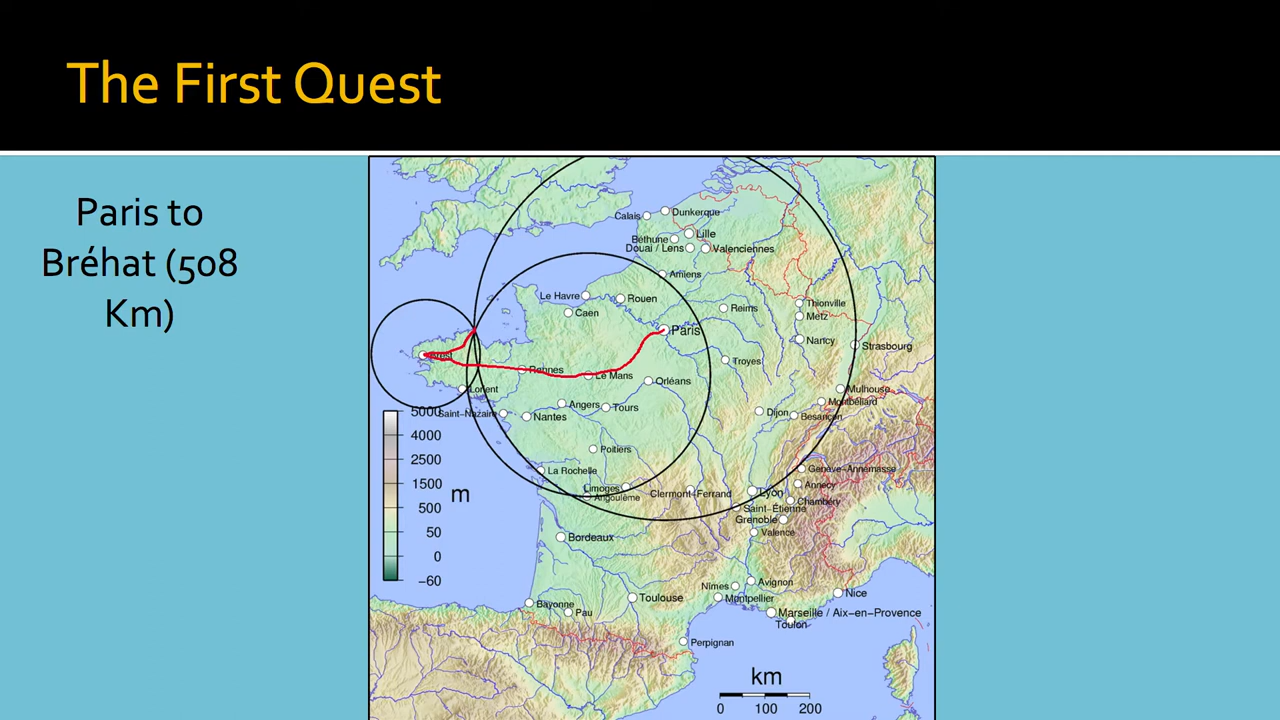 The First Quest
Paris to
Bréhat (508
Km)
Calais
Dunkerque
Béthune
Lille
Douai / Lens
Valenciennes
Amiens
Le Havre
Rouen
Caen
Reims
Thionville
Metz
Paris
Nancy
Strasbourg
Brest
Rennes
Le Mans
Troyes
Orléans
Lorient
Mulhouse
Montbéliard
Saint-Nazaire
Nantes
Angers
Tours
Dijon
Besançon
Poitiers
La Rochelle
Genève-Annemasse
Limoges
Angoulême
Clermont-Ferrand
Lyon
Annecy
Chambéry
Saint-Étienne
Grenoble
Valence
Bordeaux
Nîmes
Avignon
Bayonne
Pau
Toulouse
Montpellier
Nice
Marseille / Aix-en-Provence
Toulon
Perpignan
5000
4000
2500
1500
500
50
0
−60
m
km
0 100 200